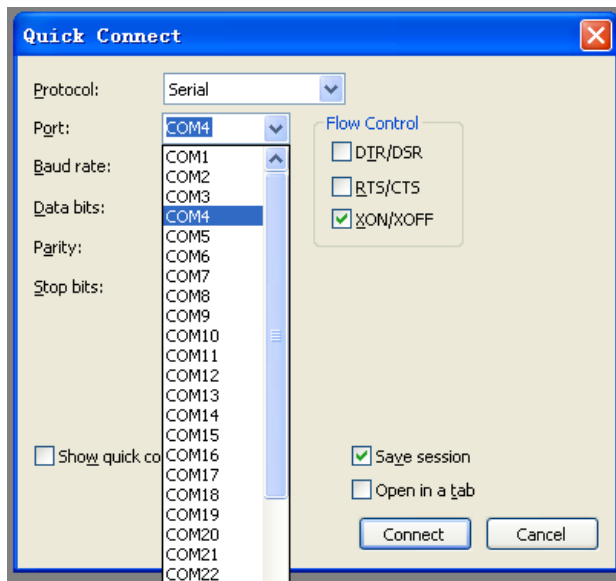 Quick Connect
Protocol:
Serial
Port:
COM4
Flow Control
DTR/DSR
RTS/CTS
XON/XOFF
Baud rate:
Data bits:
Parity:
Stop bits:
COM1
COM2
COM3
COM4
COM5
COM6
COM7
COM8
COM9
COM10
COM11
COM12
COM13
COM14
COM15
COM16
COM17
COM18
COM19
COM20
COM21
COM22
Show quick co
Save session
Open in a tab
Connect
Cancel